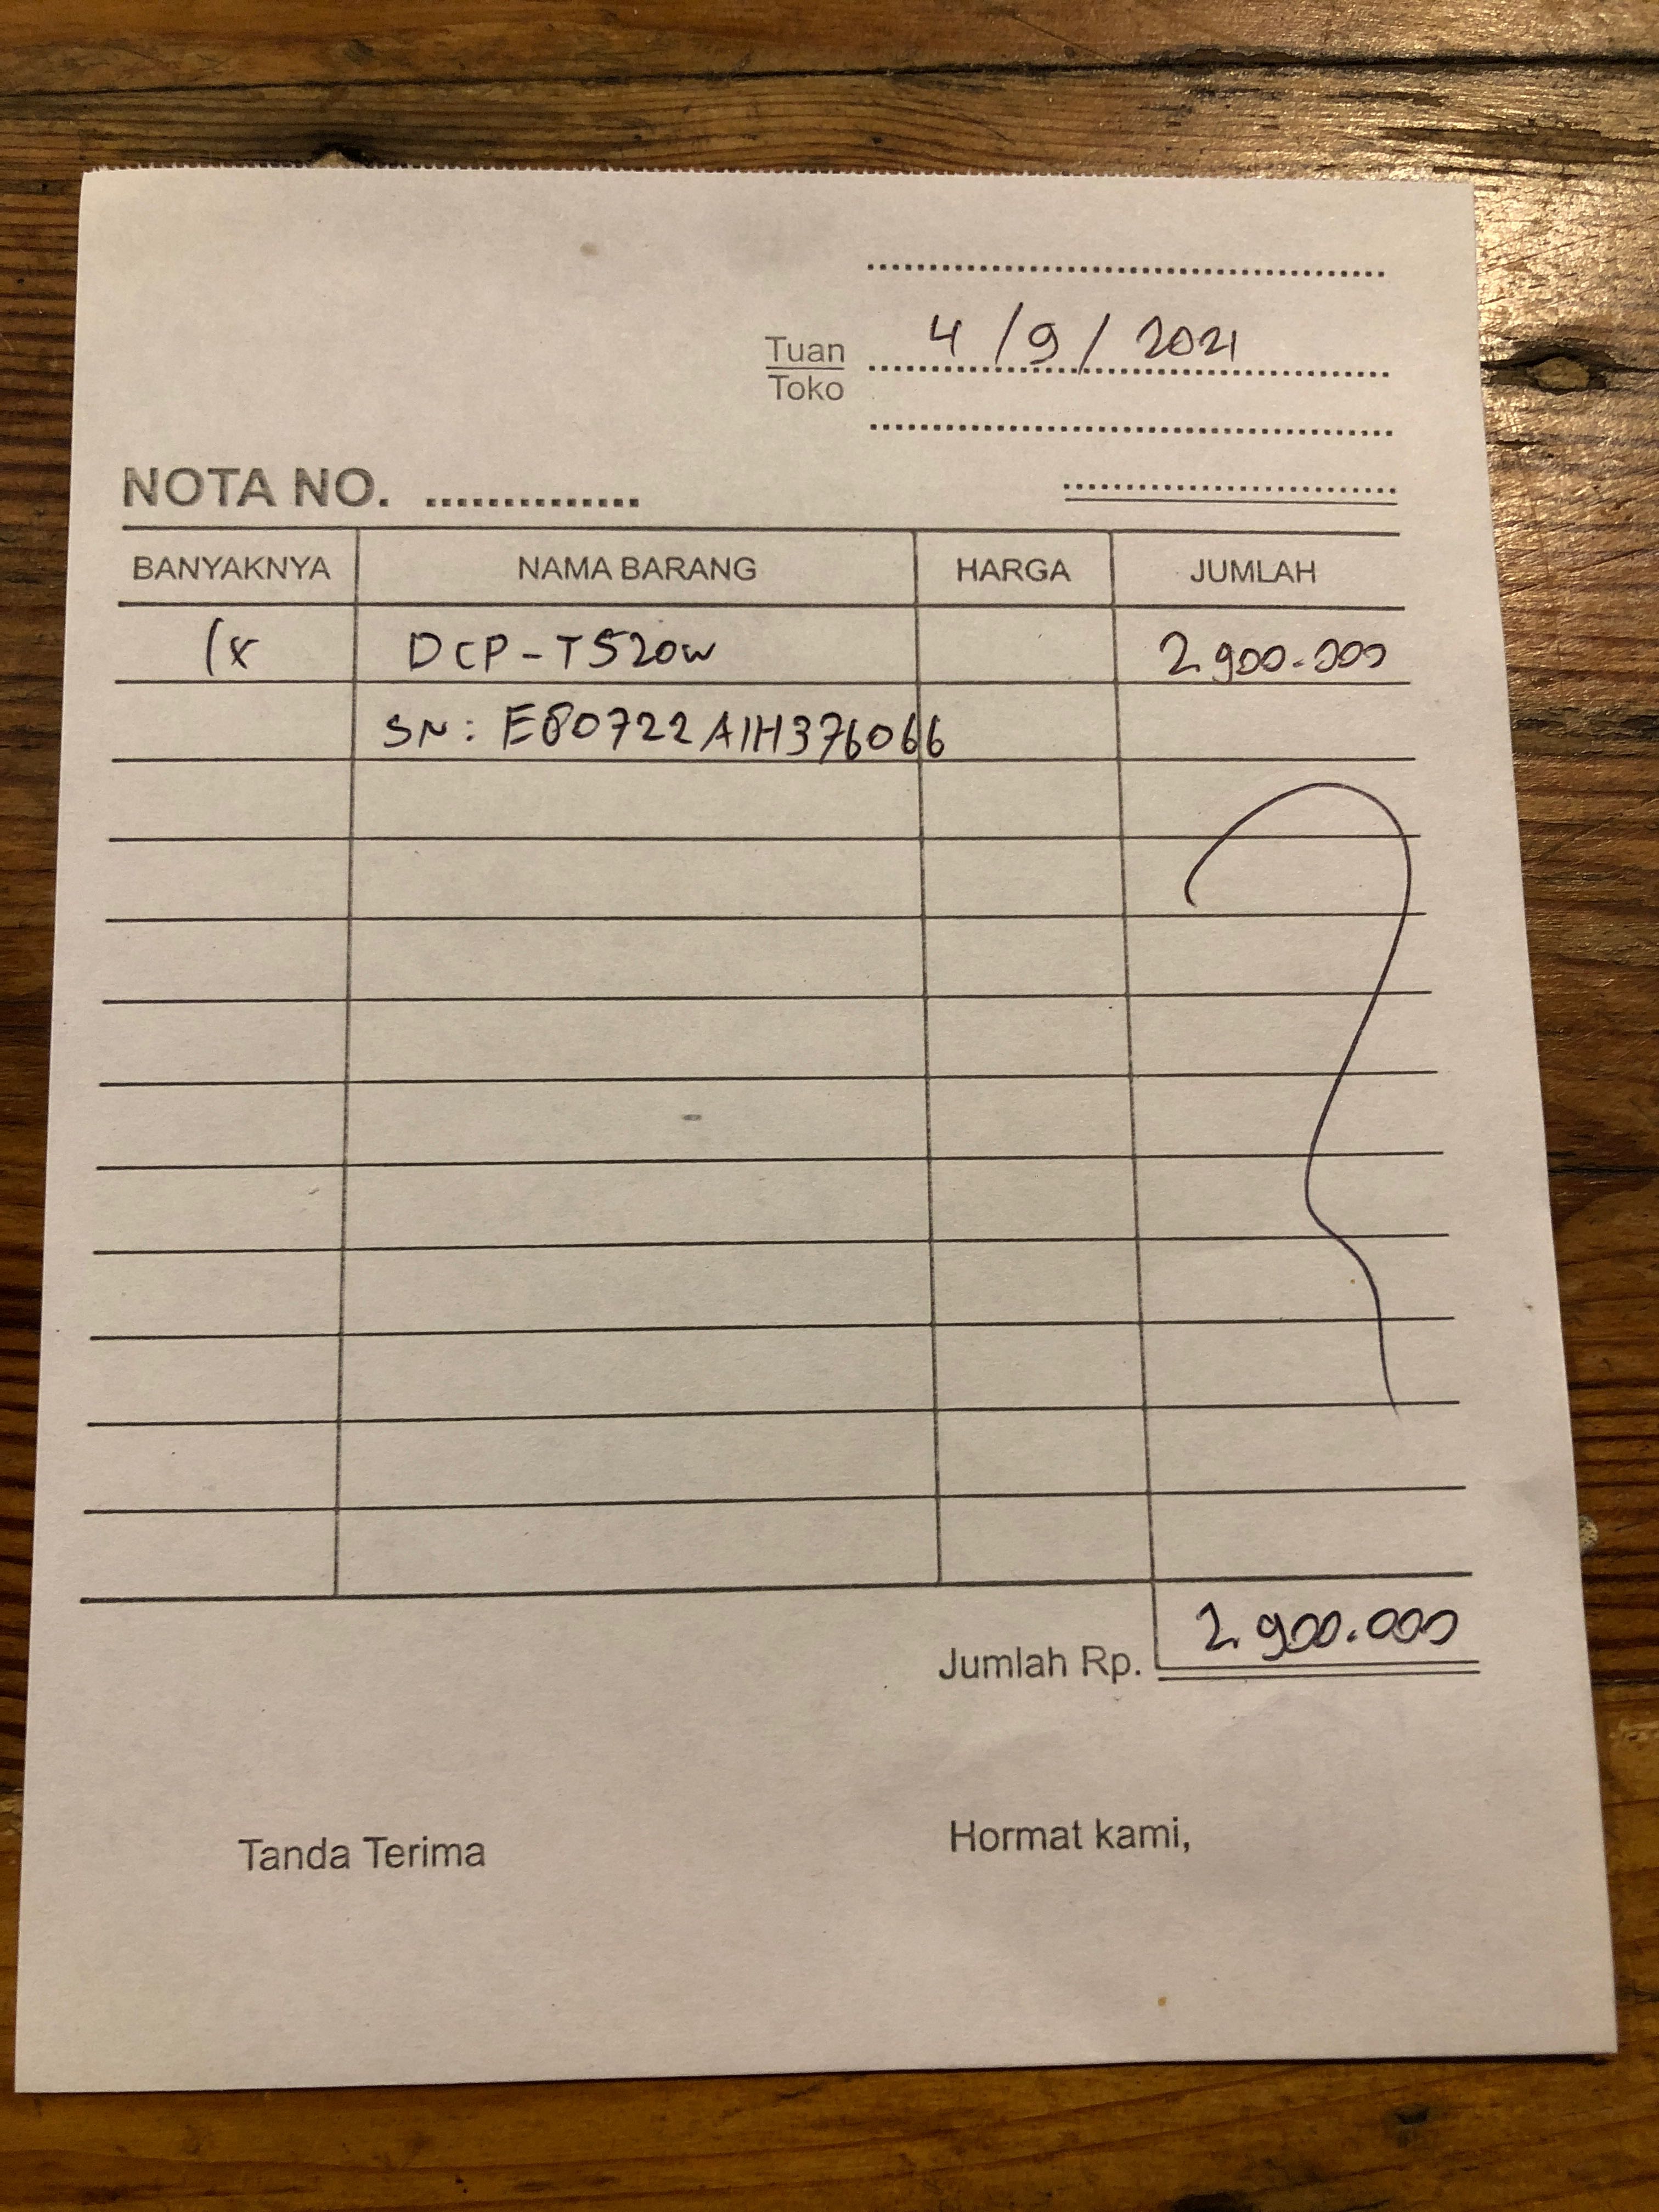 4/9/2021
Tuan
Toko
NOTA NO. ..............
BANYAKNYA NAMA BARANG HARGA JUMLAH
1x DCP-T520w 2.900.000
SN: E80722A1H376066
Jumlah Rp. 2.900.000
Tanda Terima Hormat kami,